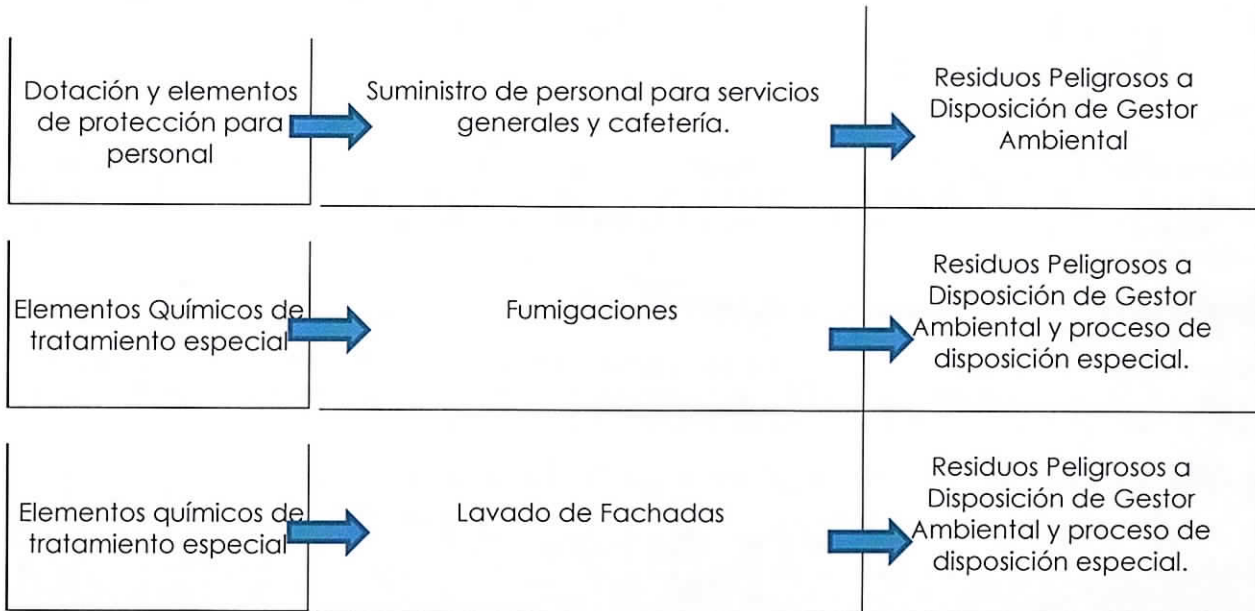 Dotación y elementos
de protección para
personal
Suministro de personal para servicios
generales y cafetería.
Residuos Peligrosos a
Disposición de Gestor
Ambiental
Elementos Químicos de
tratamiento especial
Fumigaciones
Residuos Peligrosos a
Disposición de Gestor
Ambiental y proceso de
disposición especial.
Elementos químicos de
tratamiento especial
Lavado de Fachadas
Residuos Peligrosos a
Disposición de Gestor
Ambiental y proceso de
disposición especial.